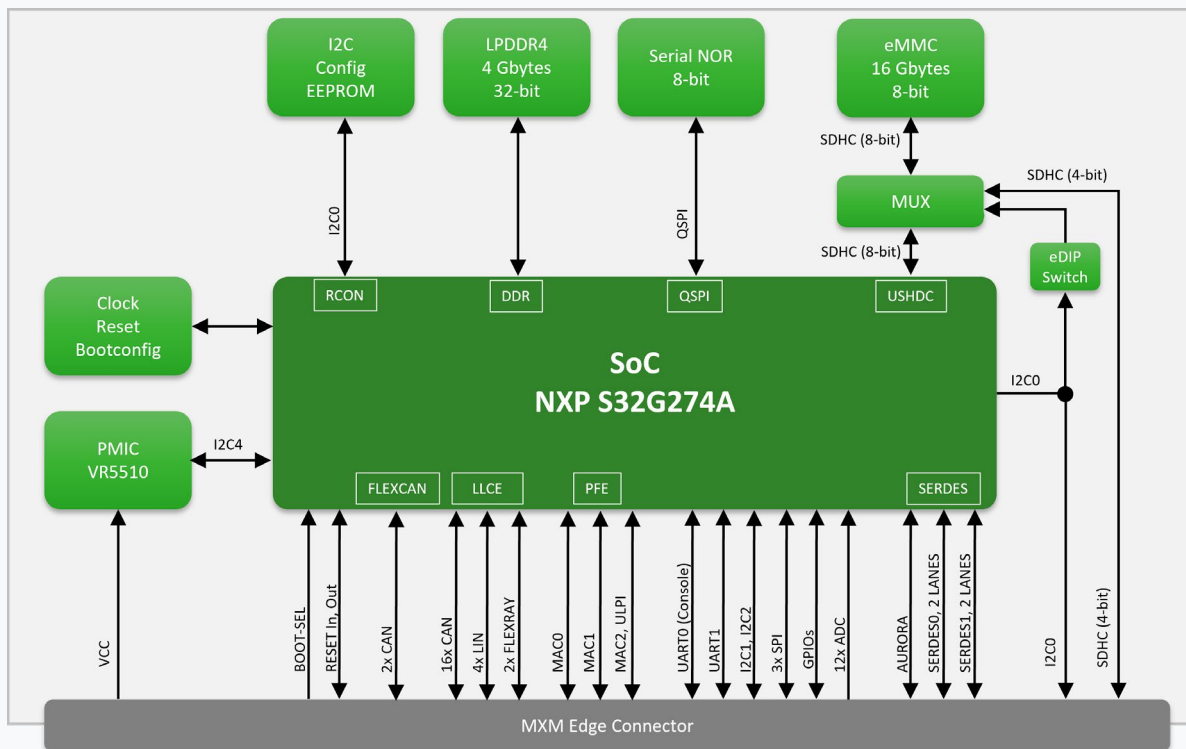 I2C
Config
EEPROM
LPDDR4
4 Gbytes
32-bit
Serial NOR
8-bit
eMMC
16 Gbytes
8-bit
SDHC (8-bit)
SDHC (4-bit)
MUX
I2C0
QSPI
SDHC (8-bit)
eDIP
Switch
Clock
Reset
Bootconfig
RCON
DDR
QSPI
USHDC
SoC
NXP S32G274A
I2C0
PMIC
VR5510
I2C4
FLEXCAN
LLCE
PFE
SERDES
VCC
BOOT-SEL
RESET In, Out
2x CAN
16x CAN
4x LIN
2x FLEXRAY
MAC0
MAC1
MAC2, ULPI
UART0 (Console)
UART1
I2C1, I2C2
3x SPI
GPIOs
12x ADC
AURORA
SERDES0, 2 LANES
SERDES1, 2 LANES
I2C0
SDHC (4-bit)
MXM Edge Connector